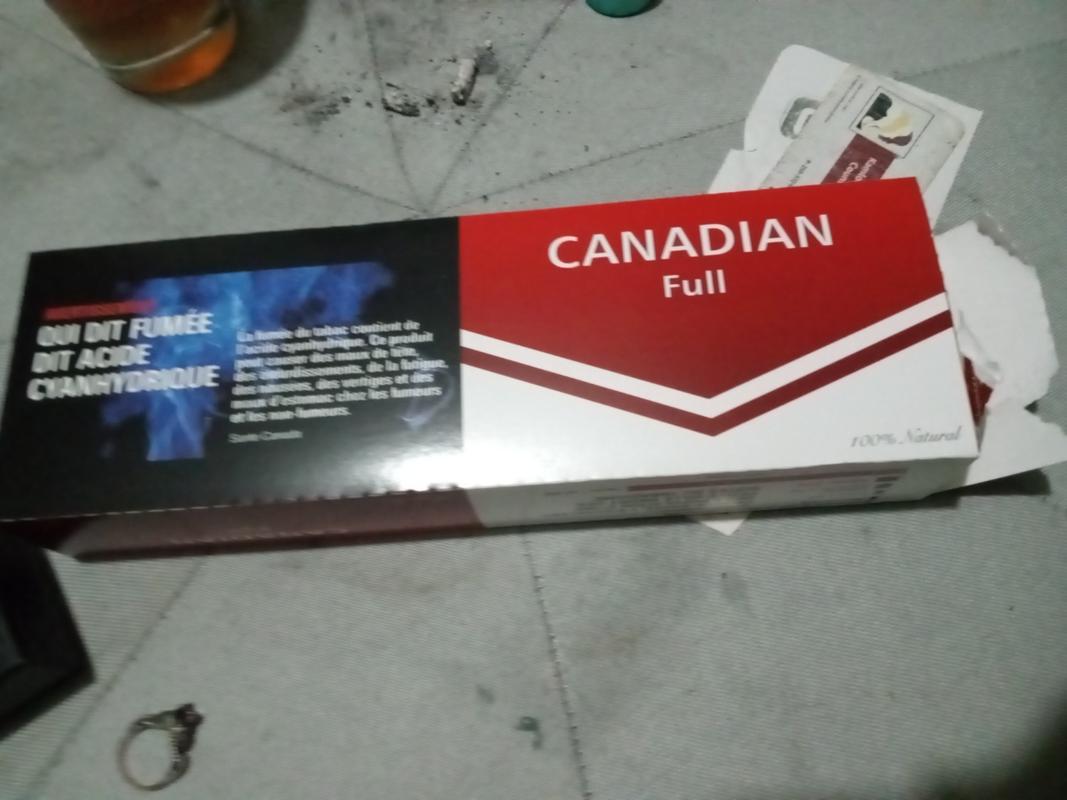 AVERTISSEMENT
QUI DIT FUMÉE
DIT ACIDE
CYANHYDRIQUE
La fumée du tabac contient de
l'acide cyanhydrique. Ce produit
peut causer des maux de tête,
des étourdissements, de la fatigue,
des nausées, des vertiges et des
maux d'estomac chez les fumeurs
et les non-fumeurs.
Santé Canada
CANADIAN
Full
100% Natural